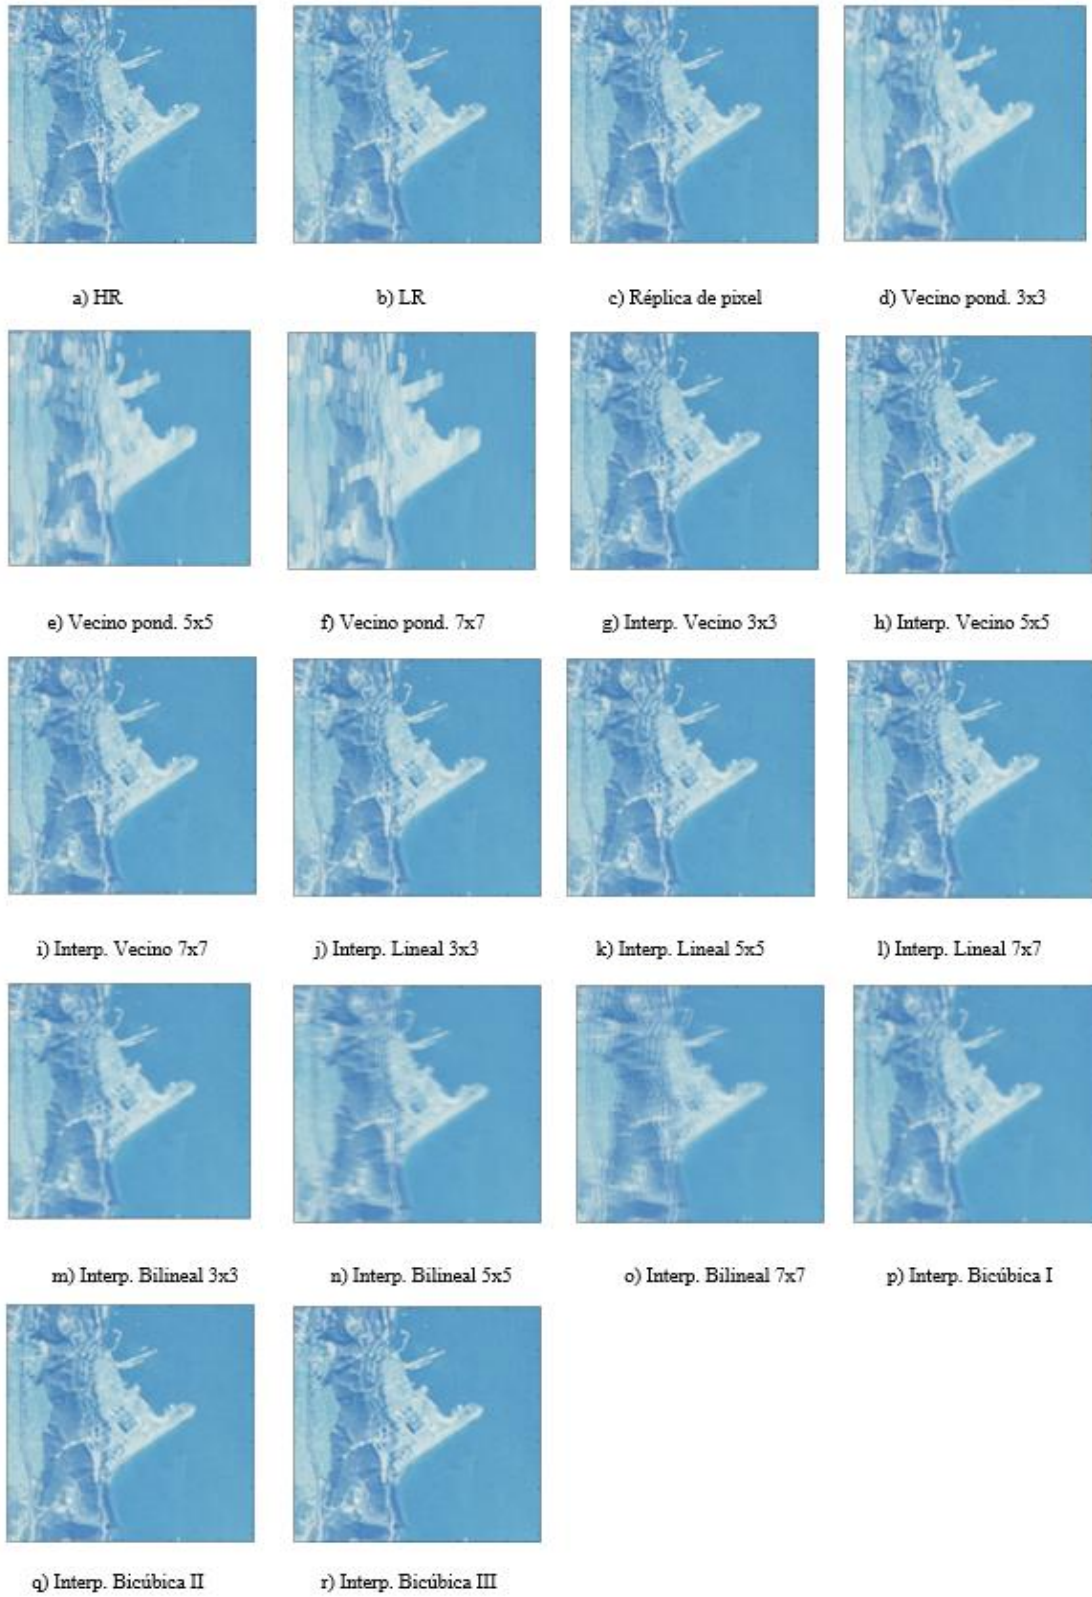 a) HR
b) LR
c) Réplica de pixel
d) Vecino pond. 3x3
e) Vecino pond. 5x5
f) Vecino pond. 7x7
g) Interp. Vecino 3x3
h) Interp. Vecino 5x5
i) Interp. Vecino 7x7
j) Interp. Lineal 3x3
k) Interp. Lineal 5x5
l) Interp. Lineal 7x7
m) Interp. Bilineal 3x3
n) Interp. Bilineal 5x5
o) Interp. Bilineal 7x7
p) Interp. Bicúbica I
q) Interp. Bicúbica II
r) Interp. Bicúbica III